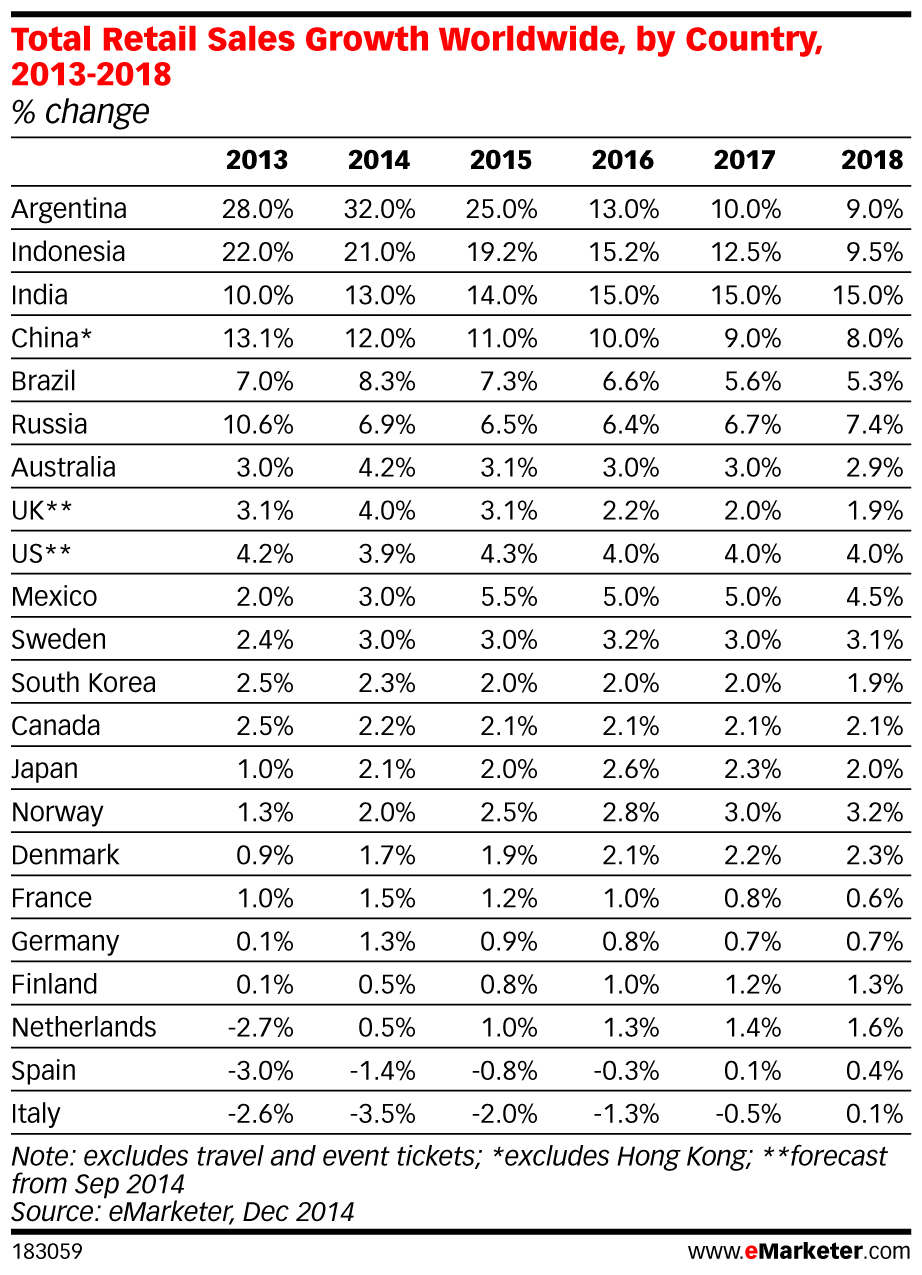 Total Retail Sales Growth Worldwide, by Country,
2013-2018
% change
2013 2014 2015 2016 2017 2018
Argentina 28.0% 32.0% 25.0% 13.0% 10.0% 9.0%
Indonesia 22.0% 21.0% 19.2% 15.2% 12.5% 9.5%
India 10.0% 13.0% 14.0% 15.0% 15.0% 15.0%
China* 13.1% 12.0% 11.0% 10.0% 9.0% 8.0%
Brazil 7.0% 8.3% 7.3% 6.6% 5.6% 5.3%
Russia 10.6% 6.9% 6.5% 6.4% 6.7% 7.4%
Australia 3.0% 4.2% 3.1% 3.0% 3.0% 2.9%
UK** 3.1% 4.0% 3.1% 2.2% 2.0% 1.9%
US** 4.2% 3.9% 4.3% 4.0% 4.0% 4.0%
Mexico 2.0% 3.0% 5.5% 5.0% 5.0% 4.5%
Sweden 2.4% 3.0% 3.0% 3.2% 3.0% 3.1%
South Korea 2.5% 2.3% 2.0% 2.0% 2.0% 1.9%
Canada 2.5% 2.2% 2.1% 2.1% 2.1% 2.1%
Japan 1.0% 2.1% 2.0% 2.6% 2.3% 2.0%
Norway 1.3% 2.0% 2.5% 2.8% 3.0% 3.2%
Denmark 0.9% 1.7% 1.9% 2.1% 2.2% 2.3%
France 1.0% 1.5% 1.2% 1.0% 0.8% 0.6%
Germany 0.1% 1.3% 0.9% 0.8% 0.7% 0.7%
Finland 0.1% 0.5% 0.8% 1.0% 1.2% 1.3%
Netherlands -2.7% 0.5% 1.0% 1.3% 1.4% 1.6%
Spain -3.0% -1.4% -0.8% -0.3% 0.1% 0.4%
Italy -2.6% -3.5% -2.0% -1.3% -0.5% 0.1%
Note: excludes travel and event tickets; *excludes Hong Kong; **forecast
from Sep 2014
Source: eMarketer, Dec 2014
183059 www.eMarketer.com